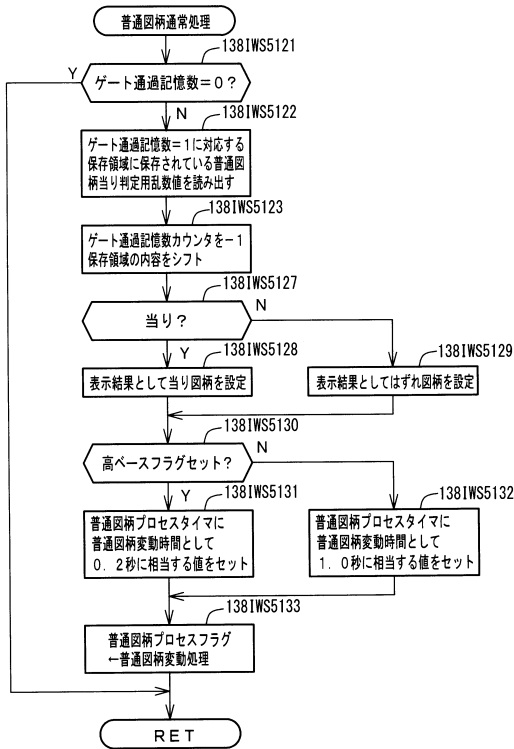 普通図柄通常処理
138IWS5121
Y
ゲート通過記憶数＝０？
N
138IWS5122
ゲート通過記憶数＝１に対応する
保存領域に保存されている普通図
柄当り判定用乱数値を読み出す
138IWS5123
ゲート通過記憶数カウンタを－１
保存領域の内容をシフト
138IWS5127
当り？
N
Y
138IWS5128
表示結果として当り図柄を設定
138IWS5129
表示結果としてはずれ図柄を設定
138IWS5130
高ベースフラグセット？
N
Y
138IWS5131
普通図柄プロセスタイマに
普通図柄変動時間として
０．２秒に相当する値をセット
138IWS5132
普通図柄プロセスタイマに
普通図柄変動時間として
１．０秒に相当する値をセット
138IWS5133
普通図柄プロセスフラグ
←普通図柄変動処理
ＲＥＴ